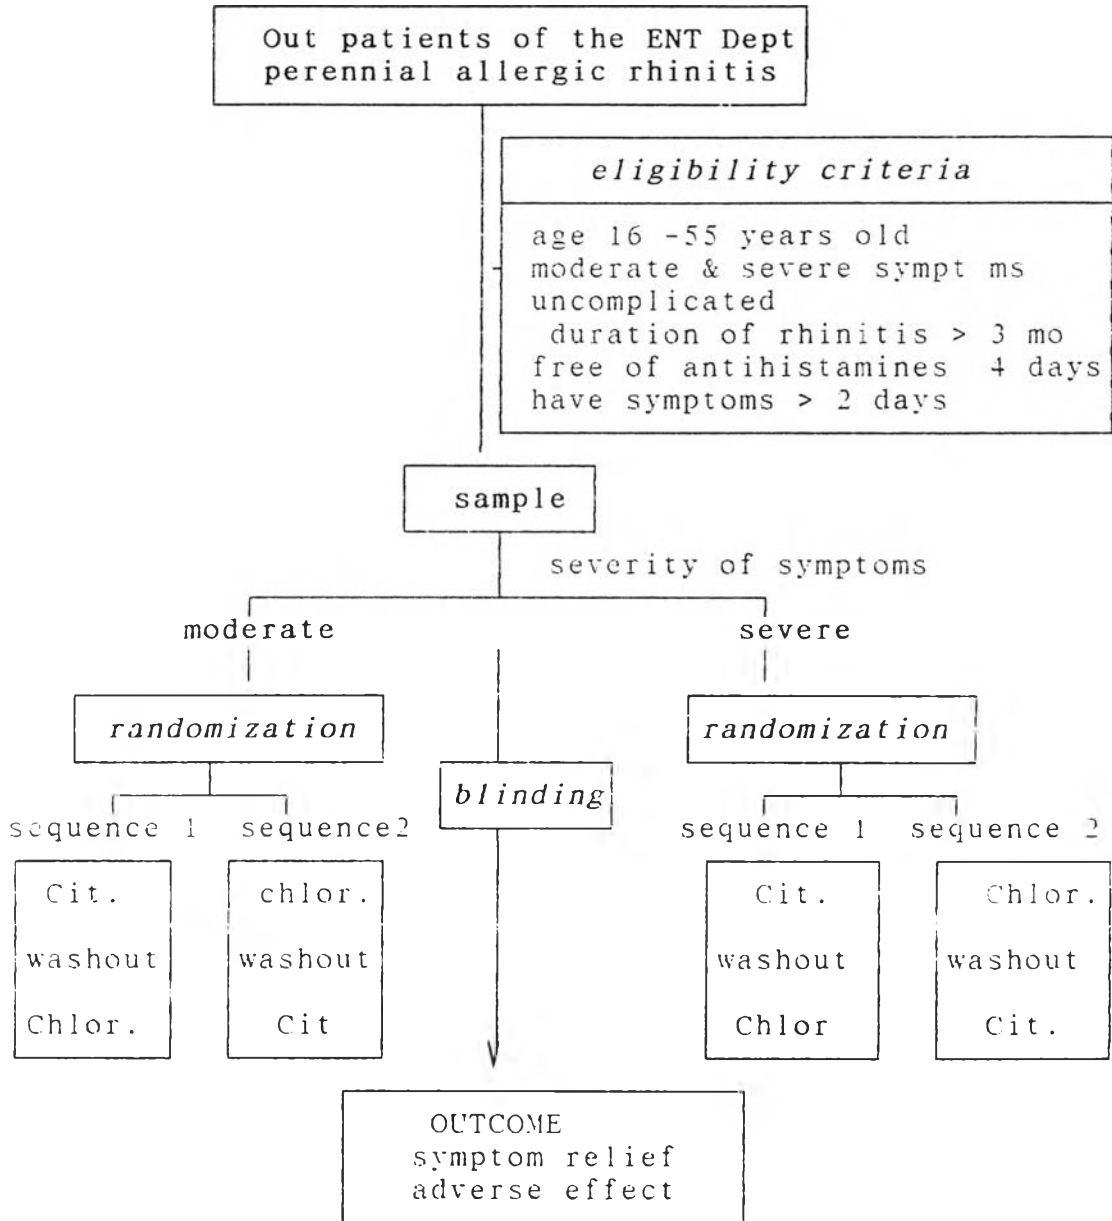 Out patients of the ENT Dept
perennial allergic rhinitis
eligibility criteria
age 16 -55 years old
moderate & severe sympt ms
uncomplicated
duration of rhinitis > 3 mo
free of antihistamines 4 days
have symptoms > 2 days
sample
severity of symptoms
moderate
severe
randomization
blinding
randomization
sequence 1
sequence2
sequence 1
sequence 2
Cit.
washout
Chlor.
chlor.
washout
Cit
Cit.
washout
Chlor
Chlor.
washout
Cit.
OUTCOME
symptom relief
adverse effect